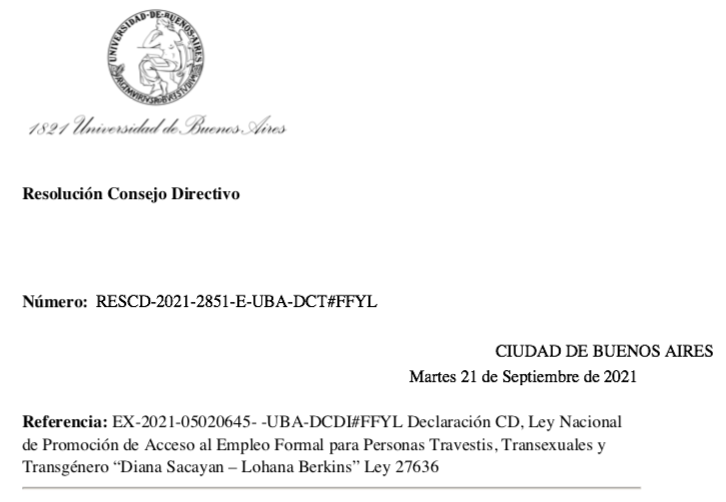 UNIVERSIDAD·DE·BUENOS·AIRES
1821 Universidad de Buenos Aires
Resolución Consejo Directivo
Número: RESCD-2021-2851-E-UBA-DCT#FFYL
CIUDAD DE BUENOS AIRES
Martes 21 de Septiembre de 2021
Referencia: EX-2021-05020645- -UBA-DCDI#FFYL Declaración CD, Ley Nacional
de Promoción de Acceso al Empleo Formal para Personas Travestis, Transexuales y
Transgénero “Diana Sacayan – Lohana Berkins” Ley 27636